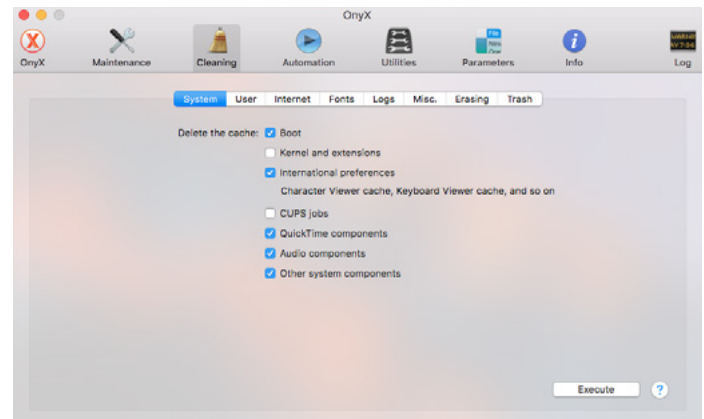 OnyX
OnyX Maintenance Cleaning Automation Utilities Parameters Info Log
System User Internet Fonts Logs Misc. Erasing Trash
Delete the cache: Boot
Kernel and extensions
International preferences
Character Viewer cache, Keyboard Viewer cache, and so on
CUPS jobs
QuickTime components
Audio components
Other system components
Execute ?